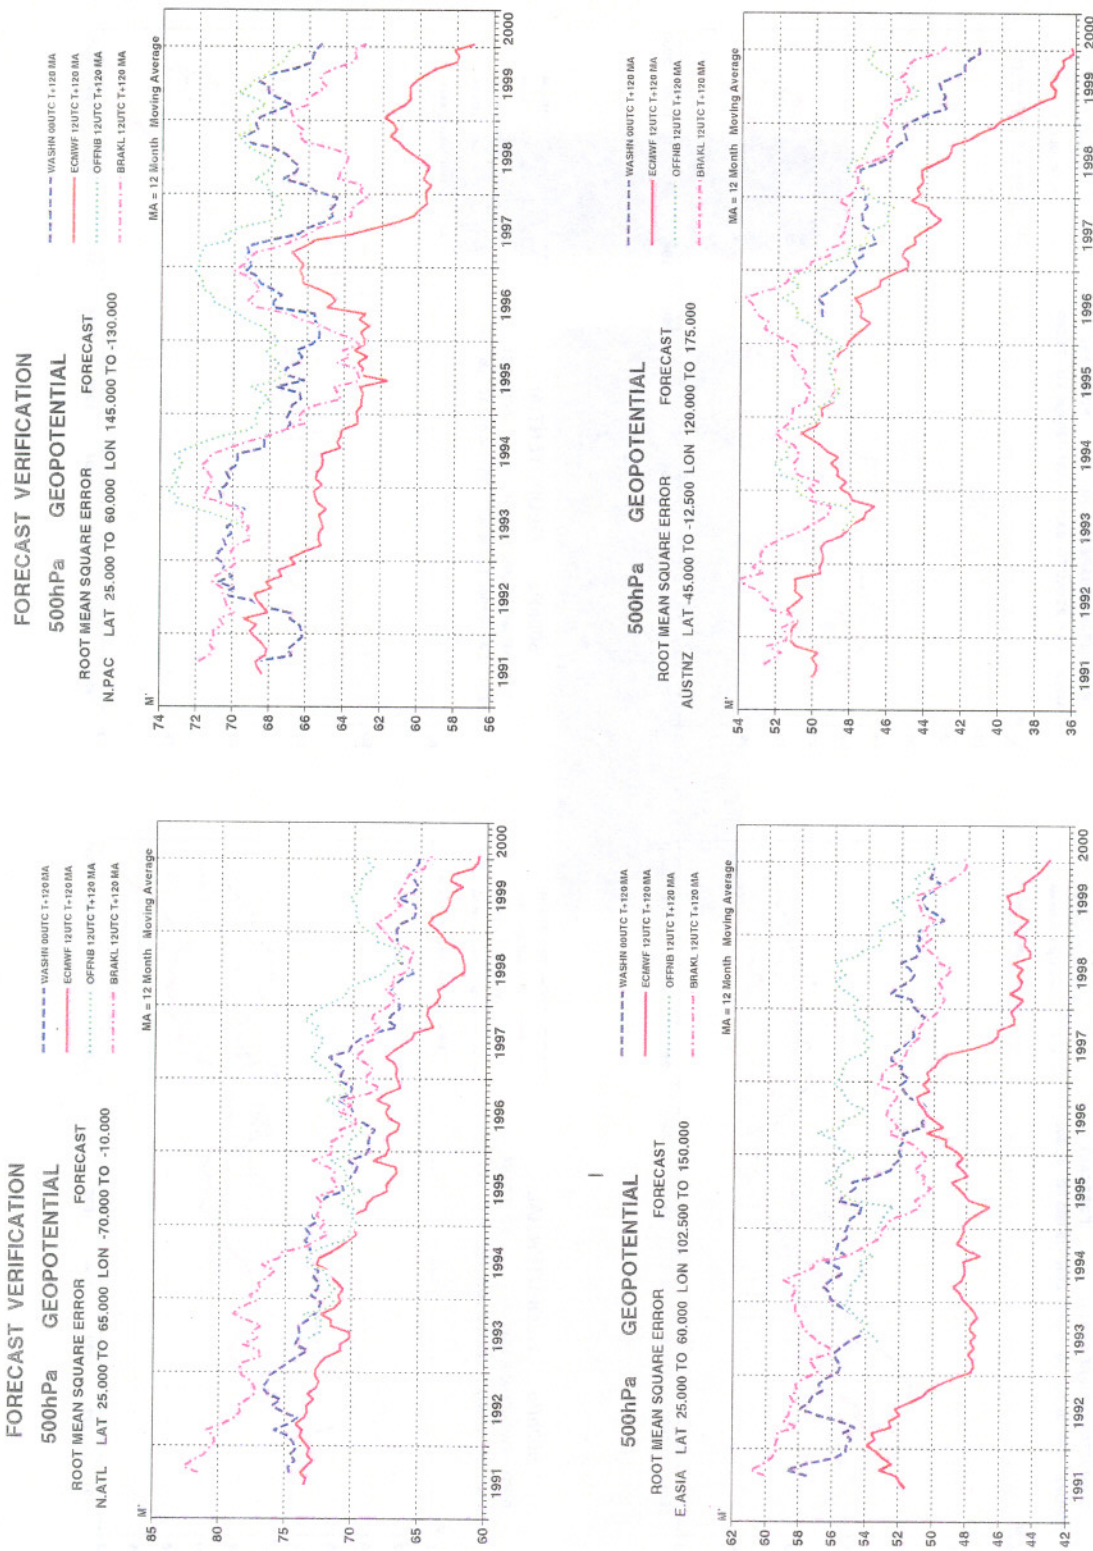 FORECAST VERIFICATION
500hPa GEOPOTENTIAL
ROOT MEAN SQUARE ERROR FORECAST
N.ATL LAT 25.000 TO 65.000 LON -70.000 TO -10.000
WASHN 00UTC T+120 MA
ECMWF 12UTC T+120 MA
OFFNB 12UTC T+120 MA
BRAKL 12UTC T+120 MA
MA = 12 Month Moving Average
M'
85
80
75
70
65
60
1991 1992 1993 1994 1995 1996 1997 1998 1999 2000
FORECAST VERIFICATION
500hPa GEOPOTENTIAL
ROOT MEAN SQUARE ERROR FORECAST
N.PAC LAT 25.000 TO 60.000 LON 145.000 TO -130.000
WASHN 00UTC T+120 MA
ECMWF 12UTC T+120 MA
OFFNB 12UTC T+120 MA
BRAKL 12UTC T+120 MA
MA = 12 Month Moving Average
M'
74
72
70
68
66
64
62
60
58
56
1991 1992 1993 1994 1995 1996 1997 1998 1999 2000
500hPa GEOPOTENTIAL
ROOT MEAN SQUARE ERROR FORECAST
E.ASIA LAT 25.000 TO 60.000 LON 102.500 TO 150.000
WASHN 00UTC T+120 MA
ECMWF 12UTC T+120 MA
OFFNB 12UTC T+120 MA
BRAKL 12UTC T+120 MA
MA = 12 Month Moving Average
M'
62
60
58
56
54
52
50
48
46
44
42
1991 1992 1993 1994 1995 1996 1997 1998 1999 2000
500hPa GEOPOTENTIAL
ROOT MEAN SQUARE ERROR FORECAST
AUSTNZ LAT -45.000 TO -12.500 LON 120.000 TO 175.000
WASHN 00UTC T+120 MA
ECMWF 12UTC T+120 MA
OFFNB 12UTC T+120 MA
BRAKL 12UTC T+120 MA
MA = 12 Month Moving Average
M'
54
52
50
48
46
44
42
40
38
36
1991 1992 1993 1994 1995 1996 1997 1998 1999 2000